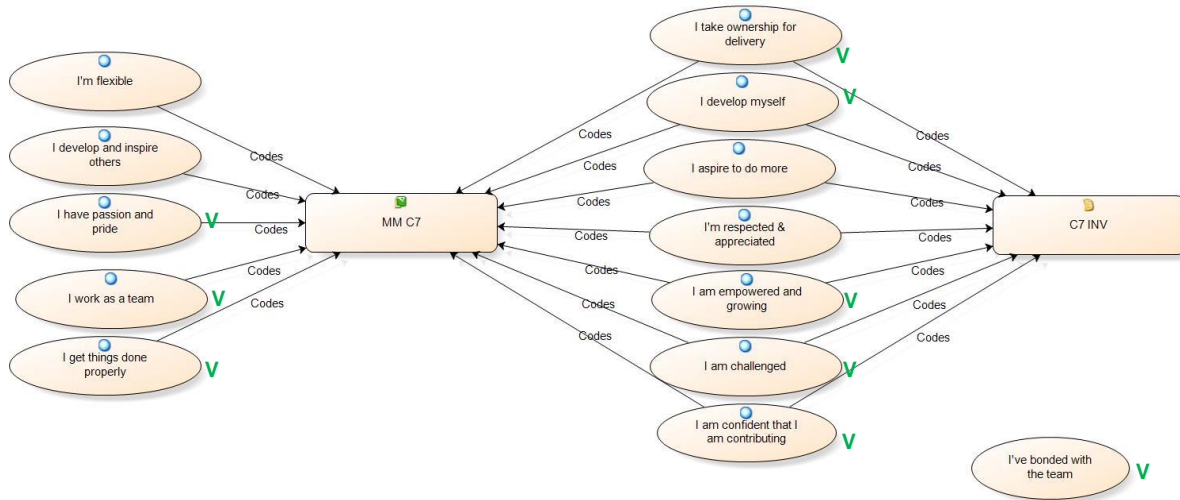 I take ownership for
delivery
V
I'm flexible
I develop myself
V
Codes
Codes
I develop and inspire
others
Codes
Codes
Codes
I aspire to do more
Codes
Codes
Codes
I have passion and
pride
V
Codes
MM C7
I'm respected &
appreciated
Codes
Codes
C7 INV
I work as a team
V
Codes
Codes
I am empowered and
growing
V
Codes
Codes
I get things done
properly
V
Codes
I am challenged
V
Codes
Codes
Codes
I am confident that I
am contributing
V
I've bonded with
the team
V